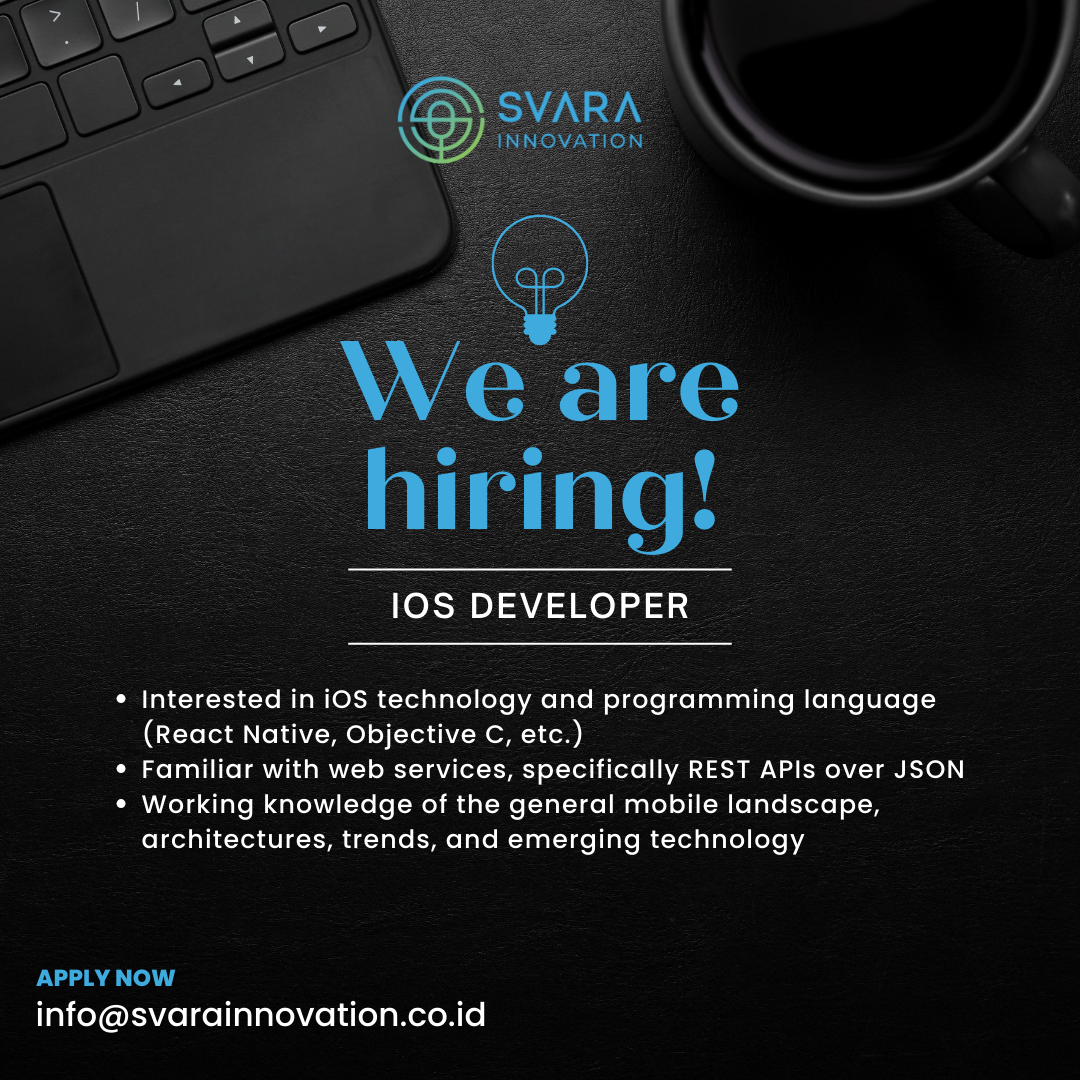 SVARA
INNOVATION
We are
hiring!
IOS DEVELOPER
• Interested in iOS technology and programming language
(React Native, Objective C, etc.)
• Familiar with web services, specifically REST APIs over JSON
• Working knowledge of the general mobile landscape,
architectures, trends, and emerging technology
APPLY NOW
info@svarainnovation.co.id